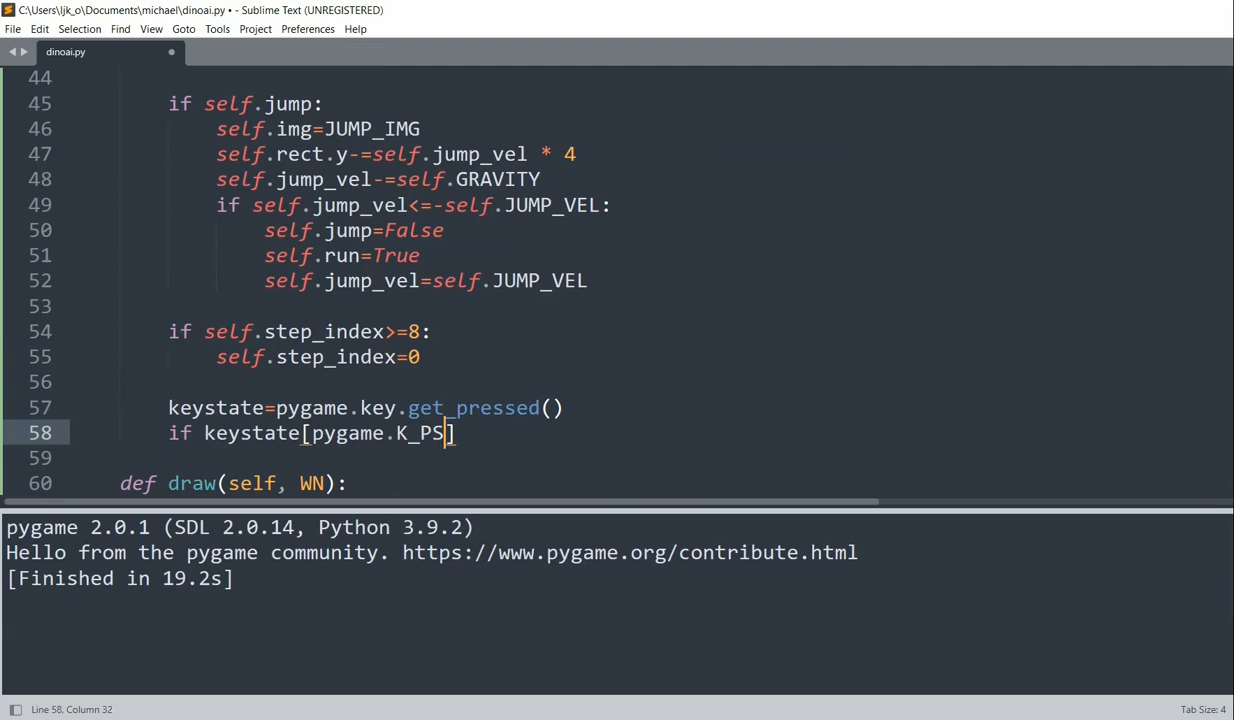 C:\Users\ljk_o\Documents\michael\dinoai.py • - Sublime Text (UNREGISTERED)
File Edit Selection Find View Goto Tools Project Preferences Help
dinoai.py
44
45 if self.jump:
46 self.img=JUMP_IMG
47 self.rect.y-=self.jump_vel * 4
48 self.jump_vel-=self.GRAVITY
49 if self.jump_vel<=-self.JUMP_VEL:
50 self.jump=False
51 self.run=True
52 self.jump_vel=self.JUMP_VEL
53
54 if self.step_index>=8:
55 self.step_index=0
56
57 keystate=pygame.key.get_pressed()
58 if keystate[pygame.K_PS]
59
60 def draw(self, WN):
pygame 2.0.1 (SDL 2.0.14, Python 3.9.2)
Hello from the pygame community. https://www.pygame.org/contribute.html
[Finished in 19.2s]
Line 58, Column 32 Tab Size: 4